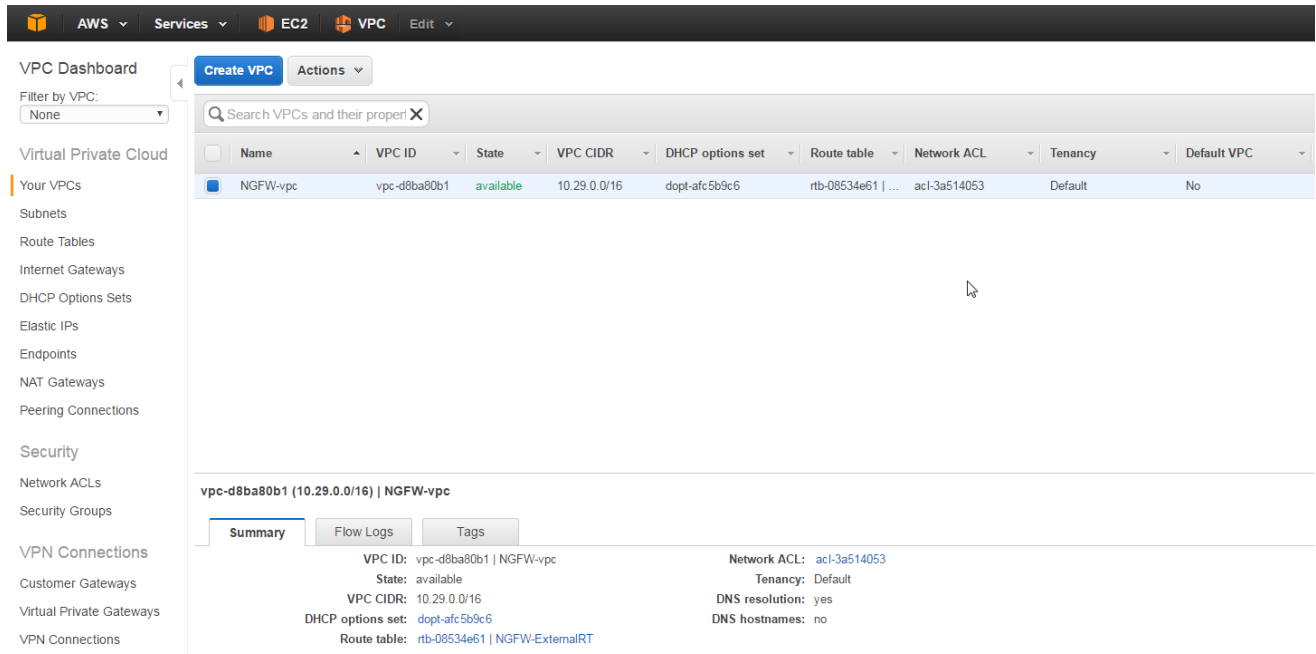 AWS Services EC2 VPC Edit
VPC Dashboard
Filter by VPC:
None
Virtual Private Cloud
Your VPCs
Subnets
Route Tables
Internet Gateways
DHCP Options Sets
Elastic IPs
Endpoints
NAT Gateways
Peering Connections
Security
Network ACLs
Security Groups
VPN Connections
Customer Gateways
Virtual Private Gateways
VPN Connections
Create VPC Actions
Search VPCs and their propert
Name VPC ID State VPC CIDR DHCP options set Route table Network ACL Tenancy Default VPC
NGFW-vpc vpc-d8ba80b1 available 10.29.0.0/16 dopt-afc5b9c6 rtb-08534e61 | ... acl-3a514053 Default No
vpc-d8ba80b1 (10.29.0.0/16) | NGFW-vpc
Summary Flow Logs Tags
VPC ID: vpc-d8ba80b1 | NGFW-vpc Network ACL: acl-3a514053
State: available Tenancy: Default
VPC CIDR: 10.29.0.0/16 DNS resolution: yes
DHCP options set: dopt-afc5b9c6 DNS hostnames: no
Route table: rtb-08534e61 | NGFW-ExternalRT